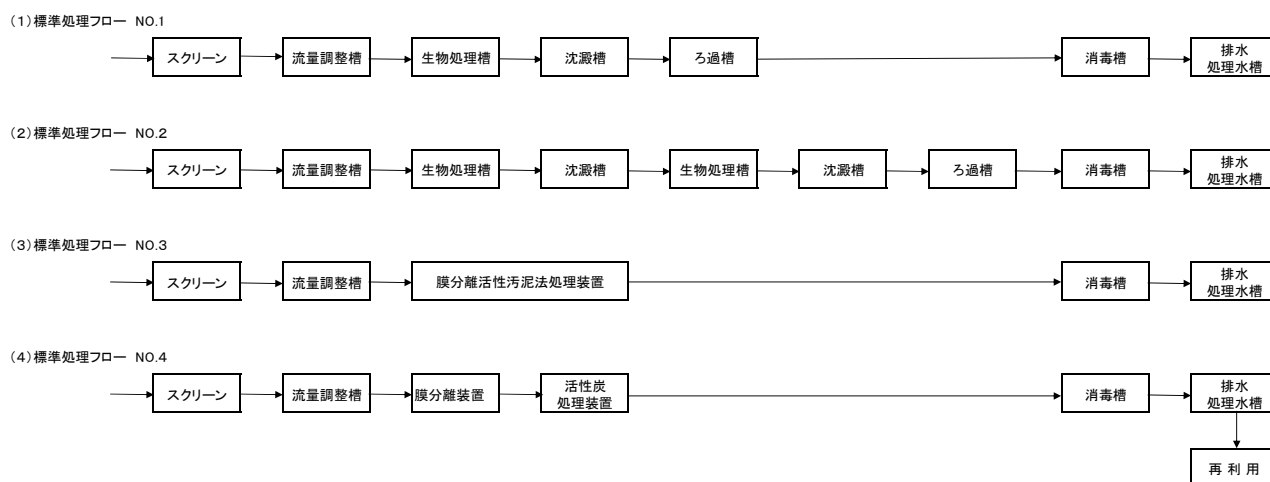 (1)標準処理フロー NO.1
スクリーン
流量調整槽
生物処理槽
沈澱槽
ろ過槽
消毒槽
排水
処理水槽
(2)標準処理フロー NO.2
スクリーン
流量調整槽
生物処理槽
沈澱槽
生物処理槽
沈澱槽
ろ過槽
消毒槽
排水
処理水槽
(3)標準処理フロー NO.3
スクリーン
流量調整槽
膜分離活性汚泥法処理装置
消毒槽
排水
処理水槽
(4)標準処理フロー NO.4
スクリーン
流量調整槽
膜分離装置
活性炭
処理装置
消毒槽
排水
処理水槽
再 利 用